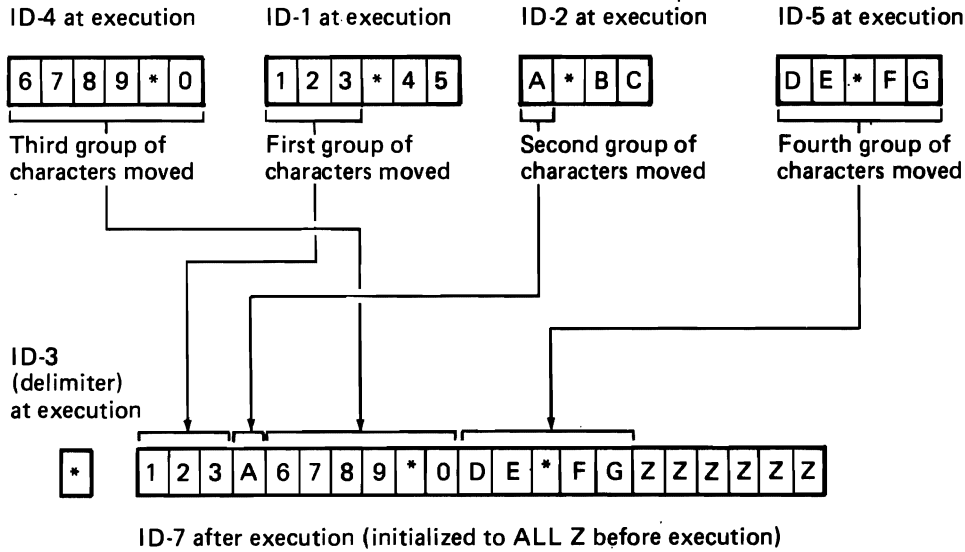 ID-4 at execution
ID-1 at execution
ID-2 at execution
ID-5 at execution
6 7 8 9 * 0
1 2 3 * 4 5
A * B C
D E * F G
Third group of
characters moved
First group of
characters moved
Second group of
characters moved
Fourth group of
characters moved
ID-3
(delimiter)
at execution
*
1 2 3 A 6 7 8 9 * 0 D E * F G Z Z Z Z Z Z
ID-7 after execution (initialized to ALL Z before execution)